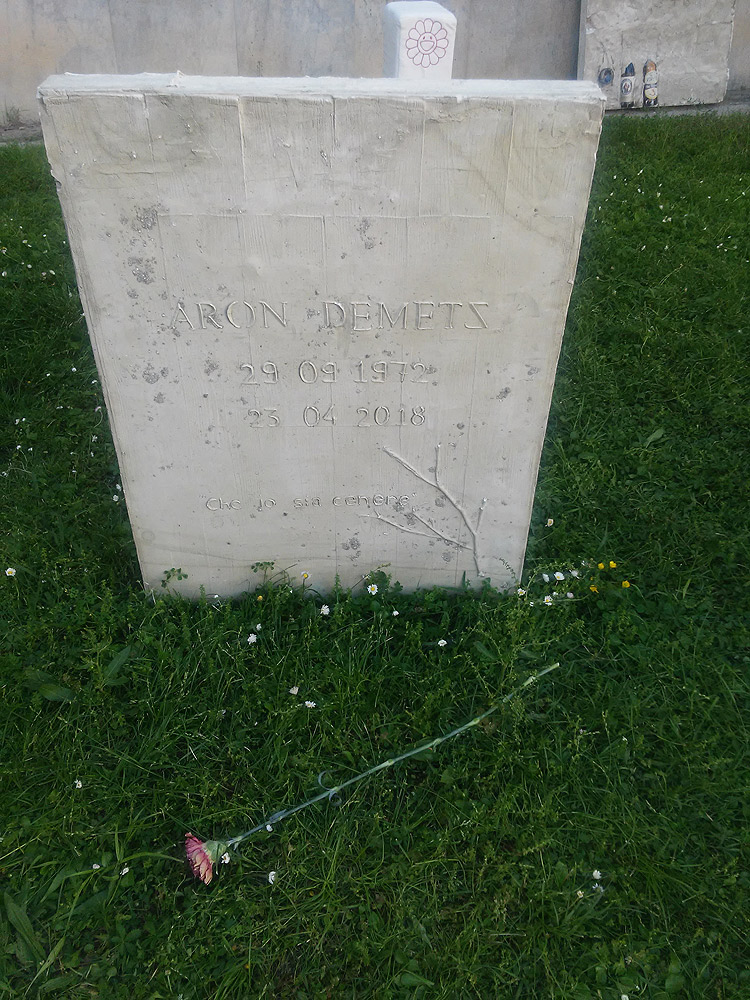 ARON DEMETZ
29 09 1972
23 04 2018
Che io sia cenere